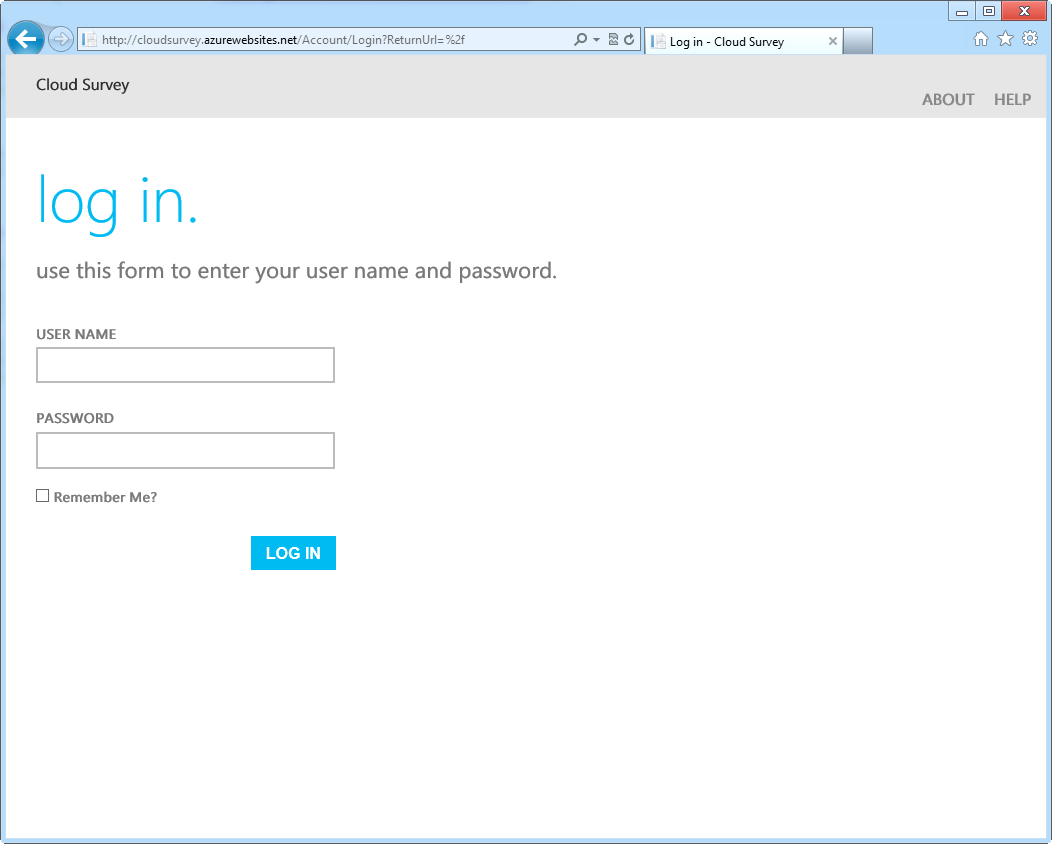 http://cloudsurvey.azurewebsites.net/Account/Login?ReturnUrl=%2f
Log in - Cloud Survey
Cloud Survey
ABOUT HELP
log in.
use this form to enter your user name and password.
USER NAME
PASSWORD
Remember Me?
LOG IN